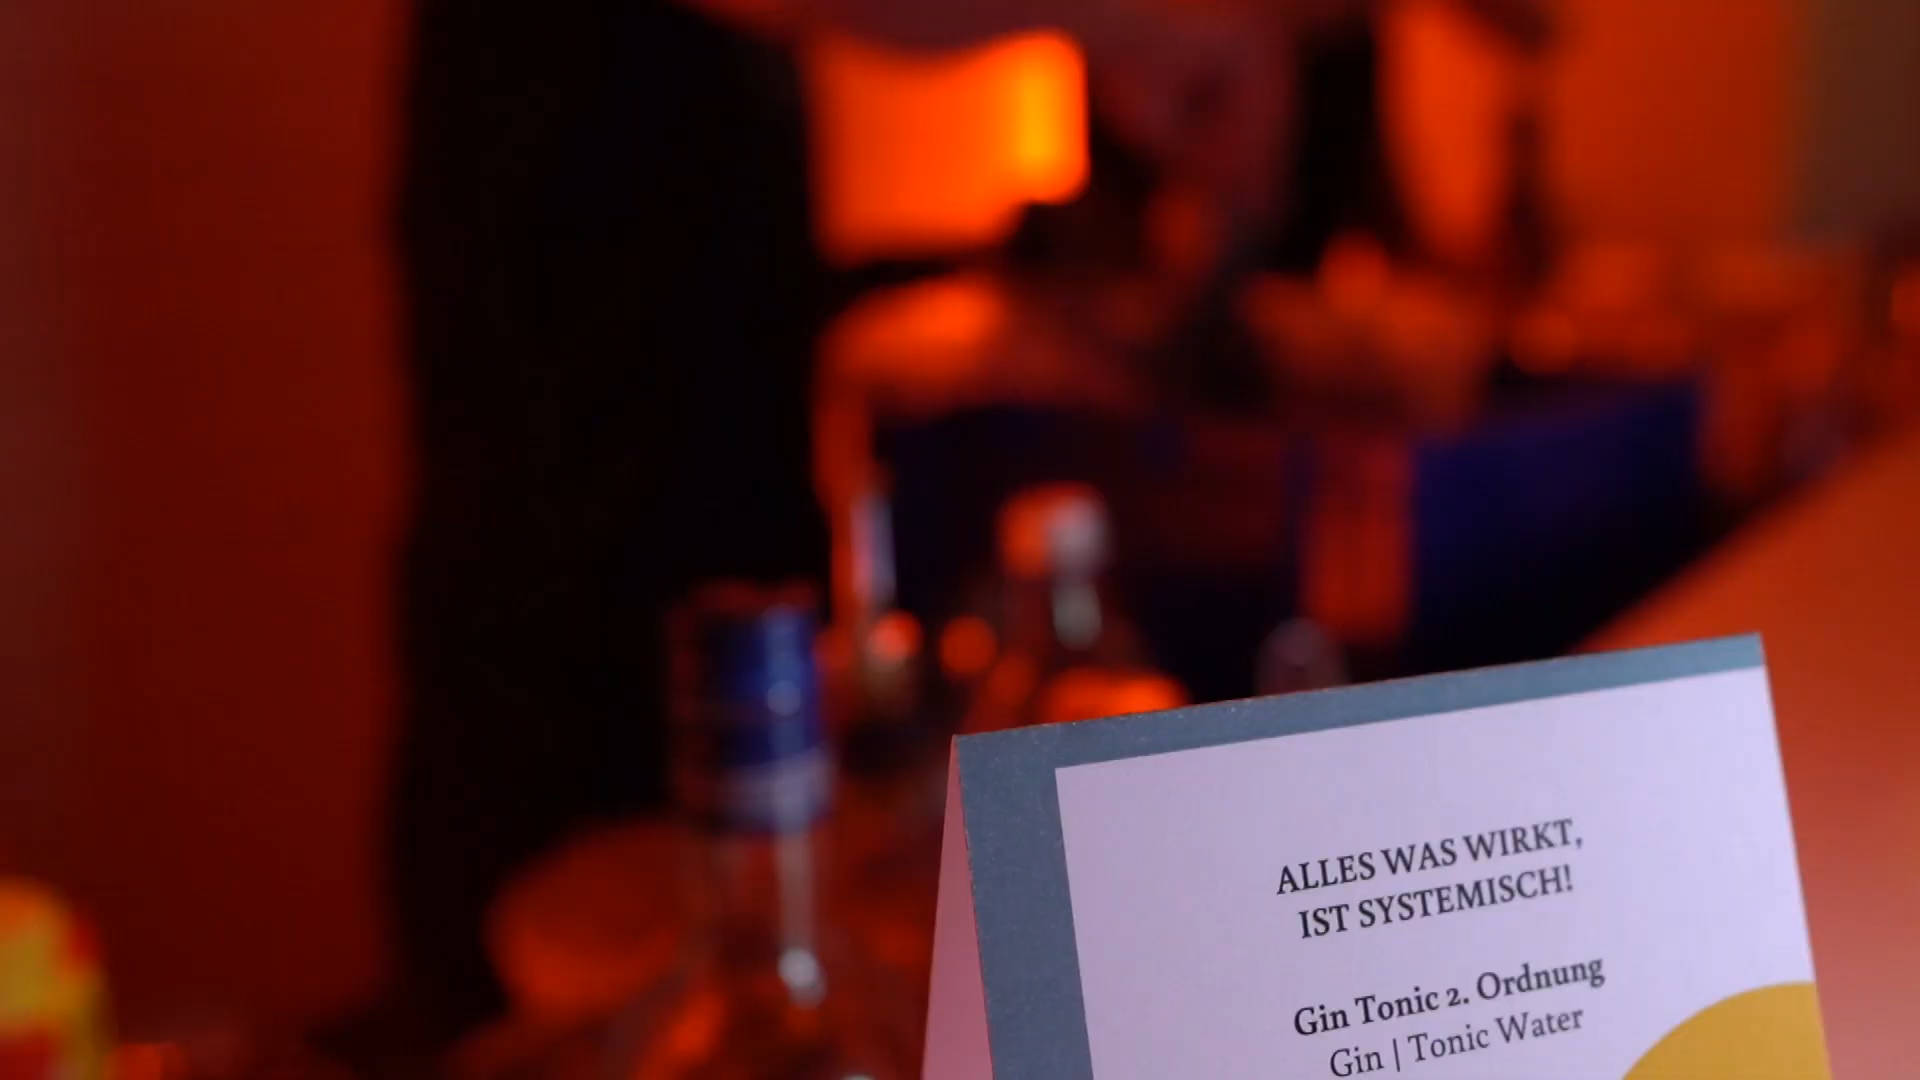 ALLES WAS WIRKT,
IST SYSTEMISCH!
Gin Tonic 2. Ordnung
Gin | Tonic Water